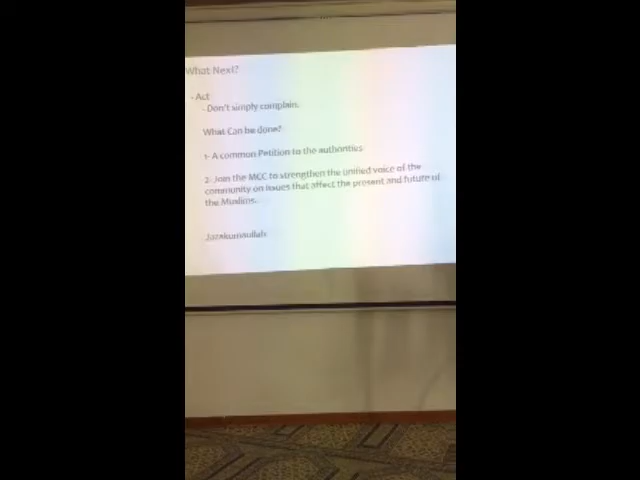 What Next?
- Act
- Don't simply complain.
What Can be done?
1- A common Petition to the authorities
2- Join the MCC to strengthen the unified voice of the
community on issues that affect the present and future of
the Muslims.
Jazakumaullah